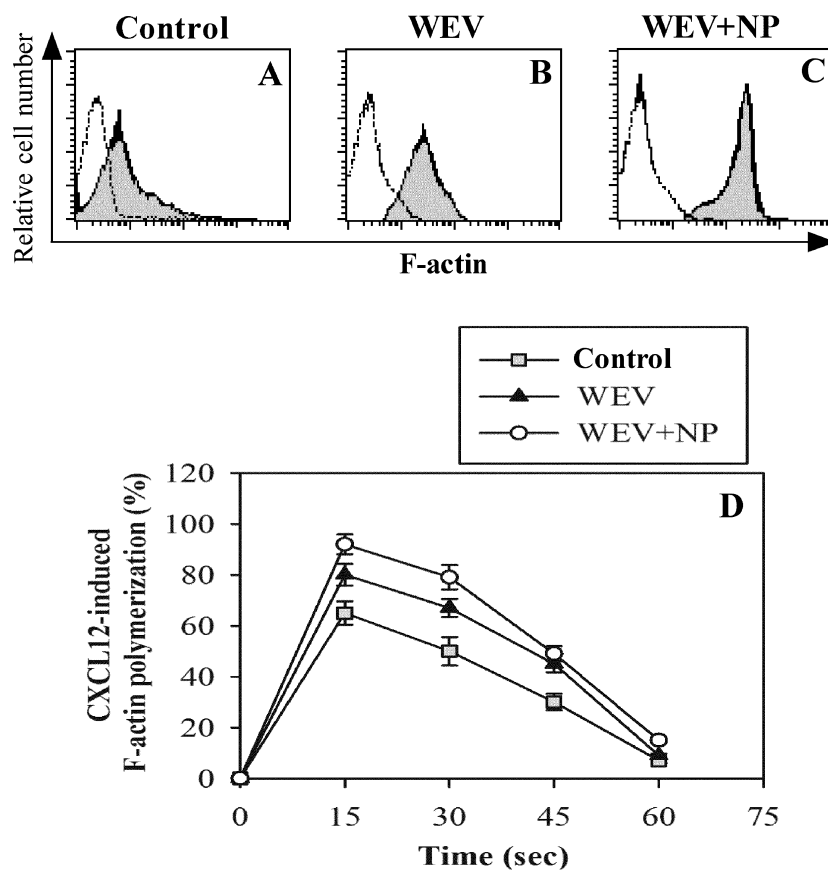 Control
WEV
WEV+NP
A
B
C
Relative cell number
F-actin
Control
WEV
WEV+NP
D
CXCL12-induced
F-actin polymerization (%)
120
100
80
60
40
20
0
0 15 30 45 60 75
Time (sec)